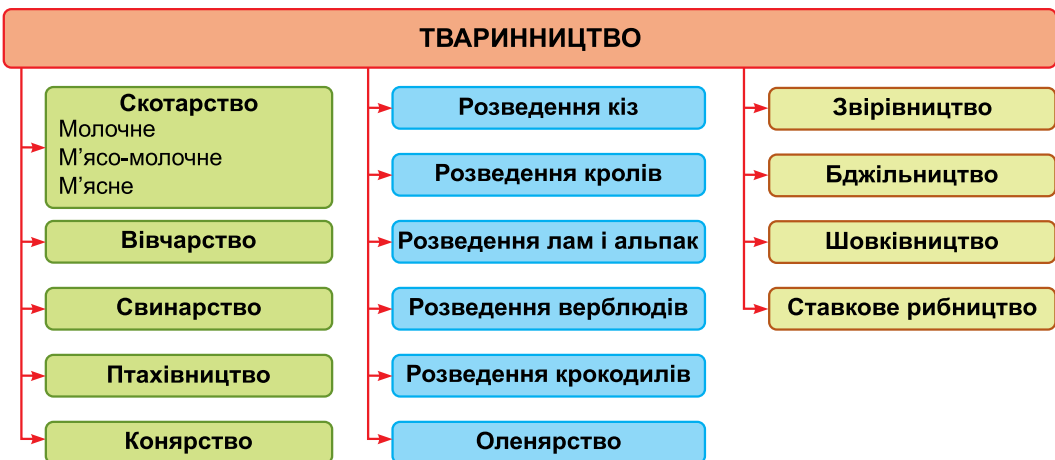 ТВАРИННИЦТВО
Скотарство
Молочне
М’ясо-молочне
М’ясне
Вівчарство
Свинарство
Птахівництво
Конярство
Розведення кіз
Розведення кролів
Розведення лам і альпак
Розведення верблюдів
Розведення крокодилів
Оленярство
Звірівництво
Бджільництво
Шовківництво
Ставкове рибництво